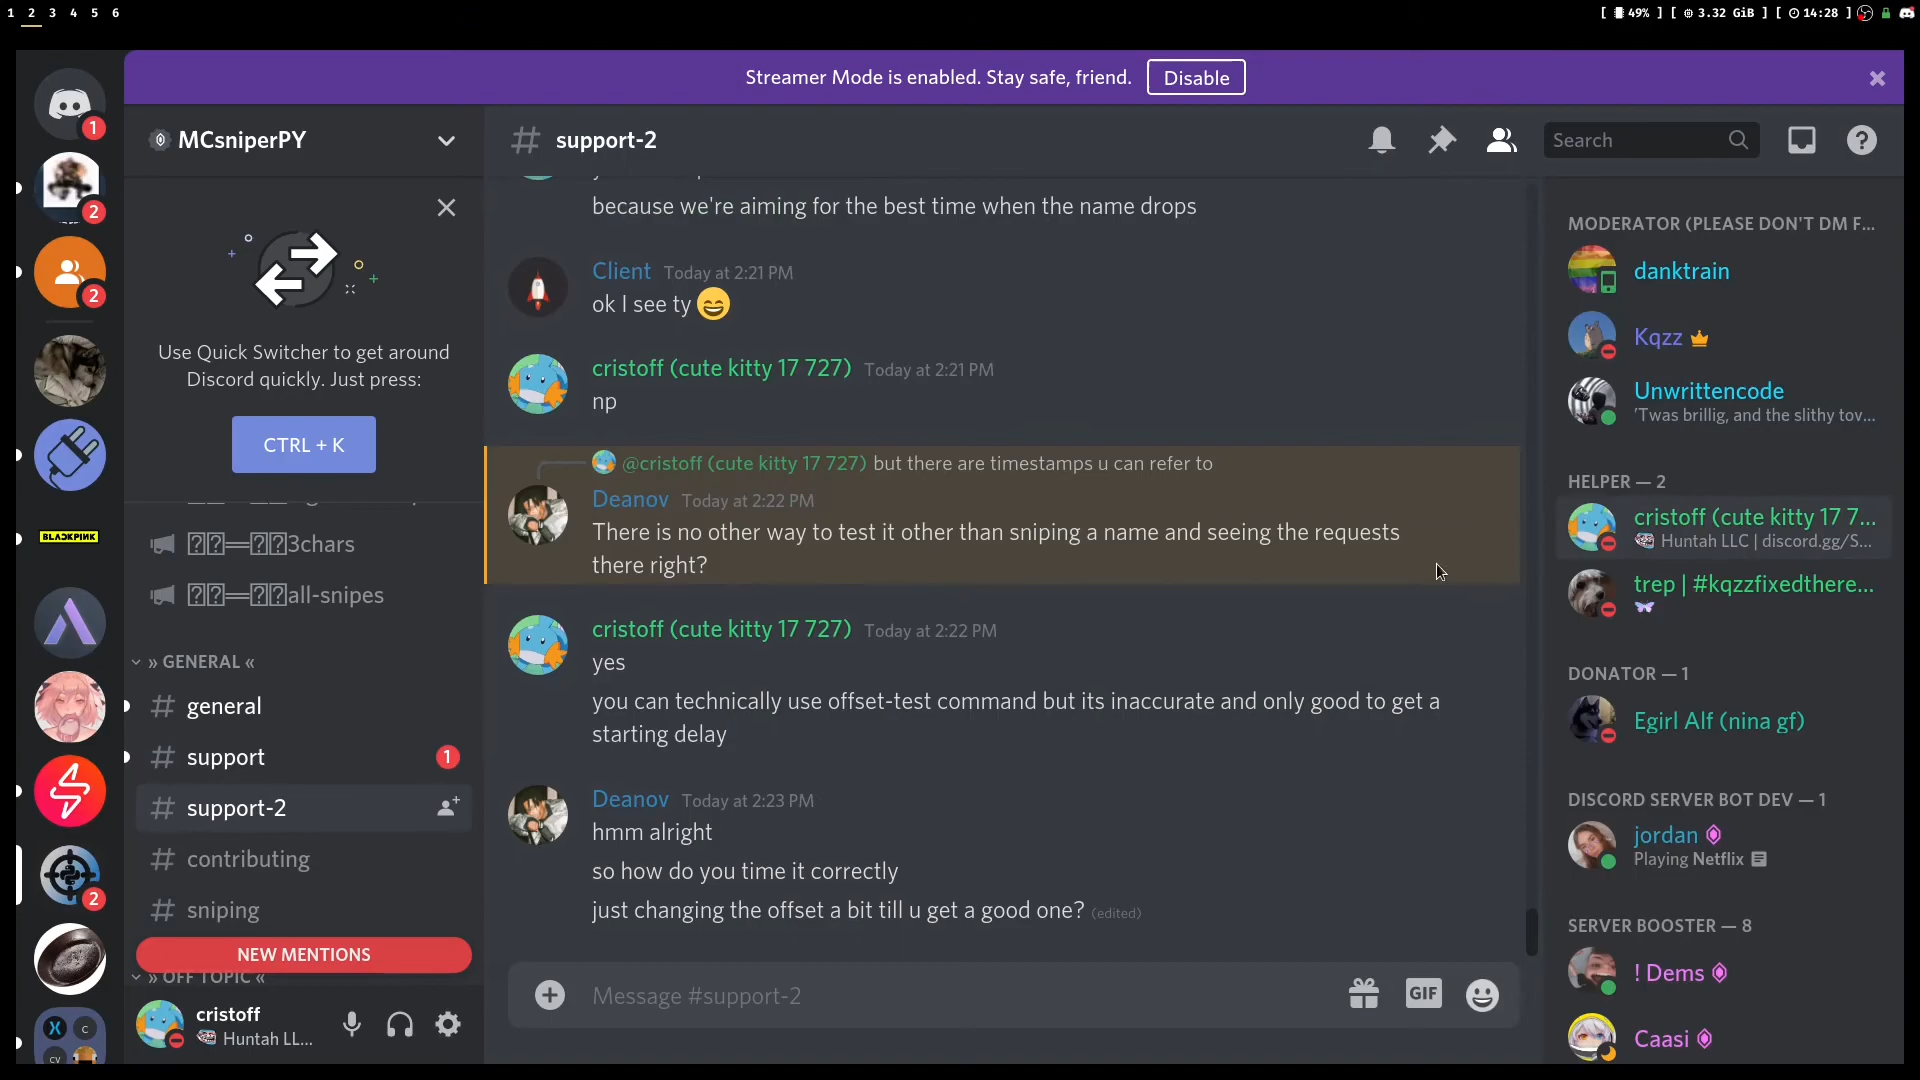 1 2 3 4 5 6
[ 49% ] [ 3.32 GiB ] [ 14:28 ]
Streamer Mode is enabled. Stay safe, friend. Disable
1
2
2
BLACKPINK
2
MCsniperPY
Use Quick Switcher to get around
Discord quickly. Just press:
CTRL + K
3chars
all-snipes
» GENERAL «
general
support 1
support-2
contributing
sniping
NEW MENTIONS
» OFF TOPIC «
cristoff
Huntah LL...
X C
CV
# support-2
Search
because we're aiming for the best time when the name drops
Client Today at 2:21 PM
ok I see ty 😄
cristoff (cute kitty 17 727) Today at 2:21 PM
np
@cristoff (cute kitty 17 727) but there are timestamps u can refer to
Deanov Today at 2:22 PM
There is no other way to test it other than sniping a name and seeing the requests
there right?
cristoff (cute kitty 17 727) Today at 2:22 PM
yes
you can technically use offset-test command but its inaccurate and only good to get a
starting delay
Deanov Today at 2:23 PM
hmm alright
so how do you time it correctly
just changing the offset a bit till u get a good one? (edited)
Message #support-2
GIF
MODERATOR (PLEASE DON'T DM F...
danktrain
Kqzz
Unwrittencode
'Twas brillig, and the slithy tov...
HELPER — 2
cristoff (cute kitty 17 7...
Huntah LLC | discord.gg/S...
trep | #kqzzfixedthere...
DONATOR — 1
Egirl Alf (nina gf)
DISCORD SERVER BOT DEV — 1
jordan
Playing Netflix
SERVER BOOSTER — 8
! Dems
Caasi